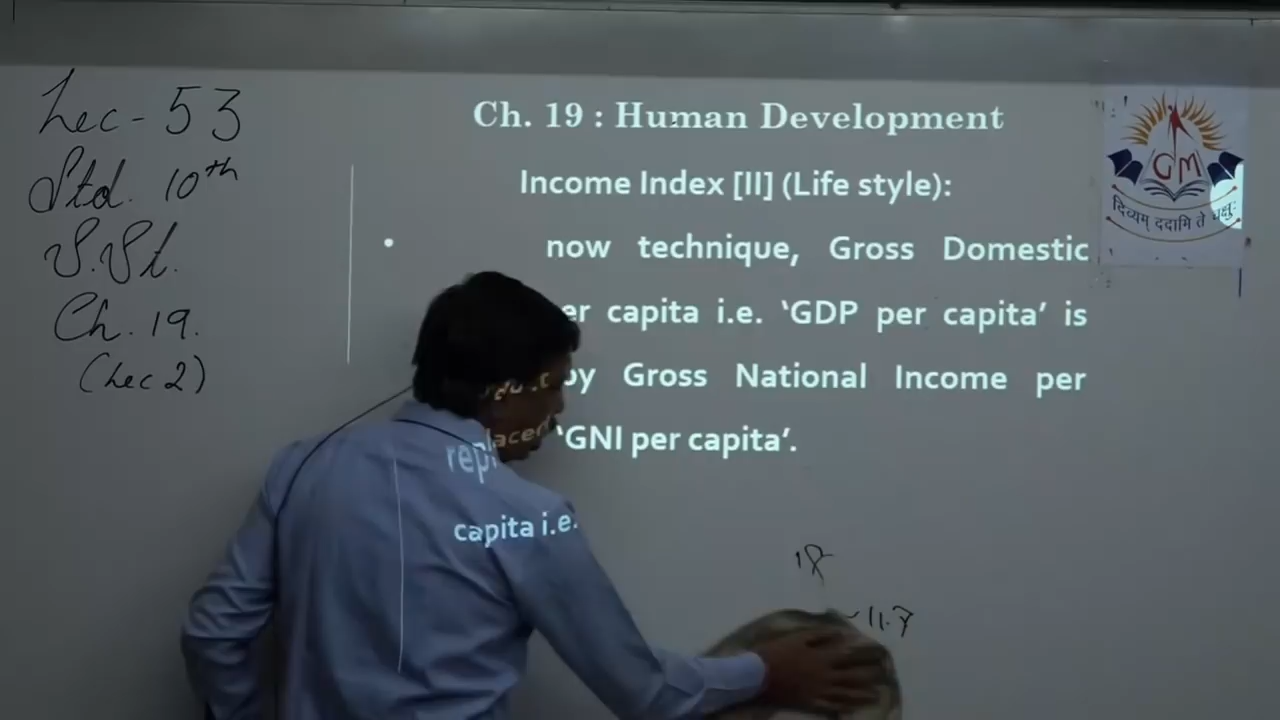 Lec - 53
Std. 10th
S.St.
Ch. 19.
(Lec 2)
Ch. 19 : Human Development
Income Index [II] (Life style):
• now technique, Gross Domestic
er capita i.e. ‘GDP per capita’ is
replaced by Gross National Income per
capita i.e. ‘GNI per capita’.
18
11.7
GM
दिव्यम् ददामि ते चक्षुः